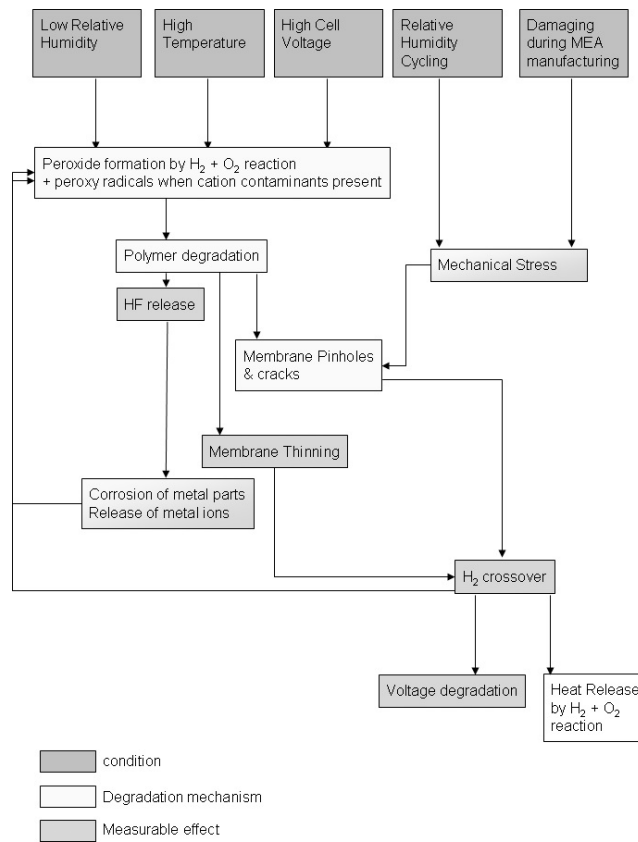 Low Relative
Humidity
High
Temperature
High Cell
Voltage
Relative
Humidity
Cycling
Damaging
during MEA
manufacturing
Peroxide formation by H₂ + O₂ reaction
+ peroxy radicals when cation contaminants present
Polymer degradation
Mechanical Stress
HF release
Membrane Pinholes
& cracks
Membrane Thinning
Corrosion of metal parts
Release of metal ions
H₂ crossover
Voltage degradation
Heat Release
by H₂ + O₂
reaction
condition
Degradation mechanism
Measurable effect